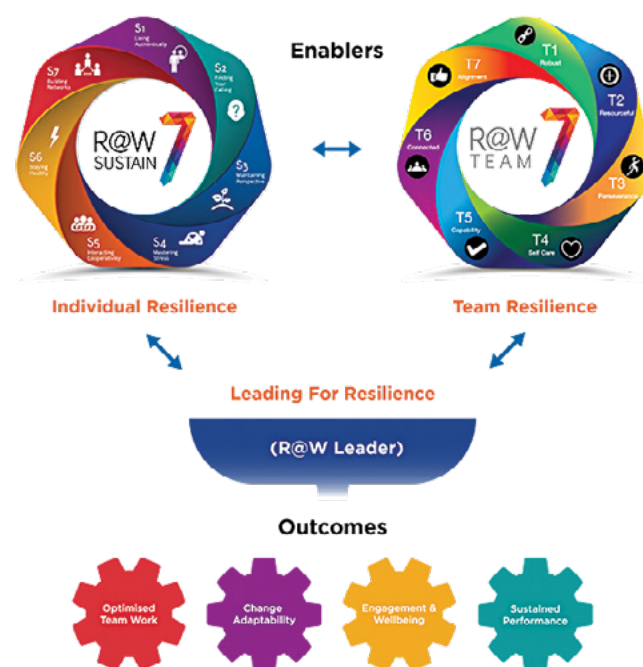 Enablers
S1
Living
Authentically
S2
Finding
Your
Calling
S3
Maintaining
Perspective
S4
Mastering
Stress
S5
Interacting
Cooperatively
S6
Staying
Healthy
S7
Building
Networks
R@W
SUSTAIN
7
T1
Robust
T2
Resourceful
T3
Perseverance
T4
Self Care
T5
Capability
T6
Connected
T7
Alignment
R@W
TEAM
7
Individual Resilience
Team Resilience
Leading For Resilience
(R@W Leader)
Outcomes
Optimised
Team Work
Change
Adaptability
Engagement &
Wellbeing
Sustained
Performance